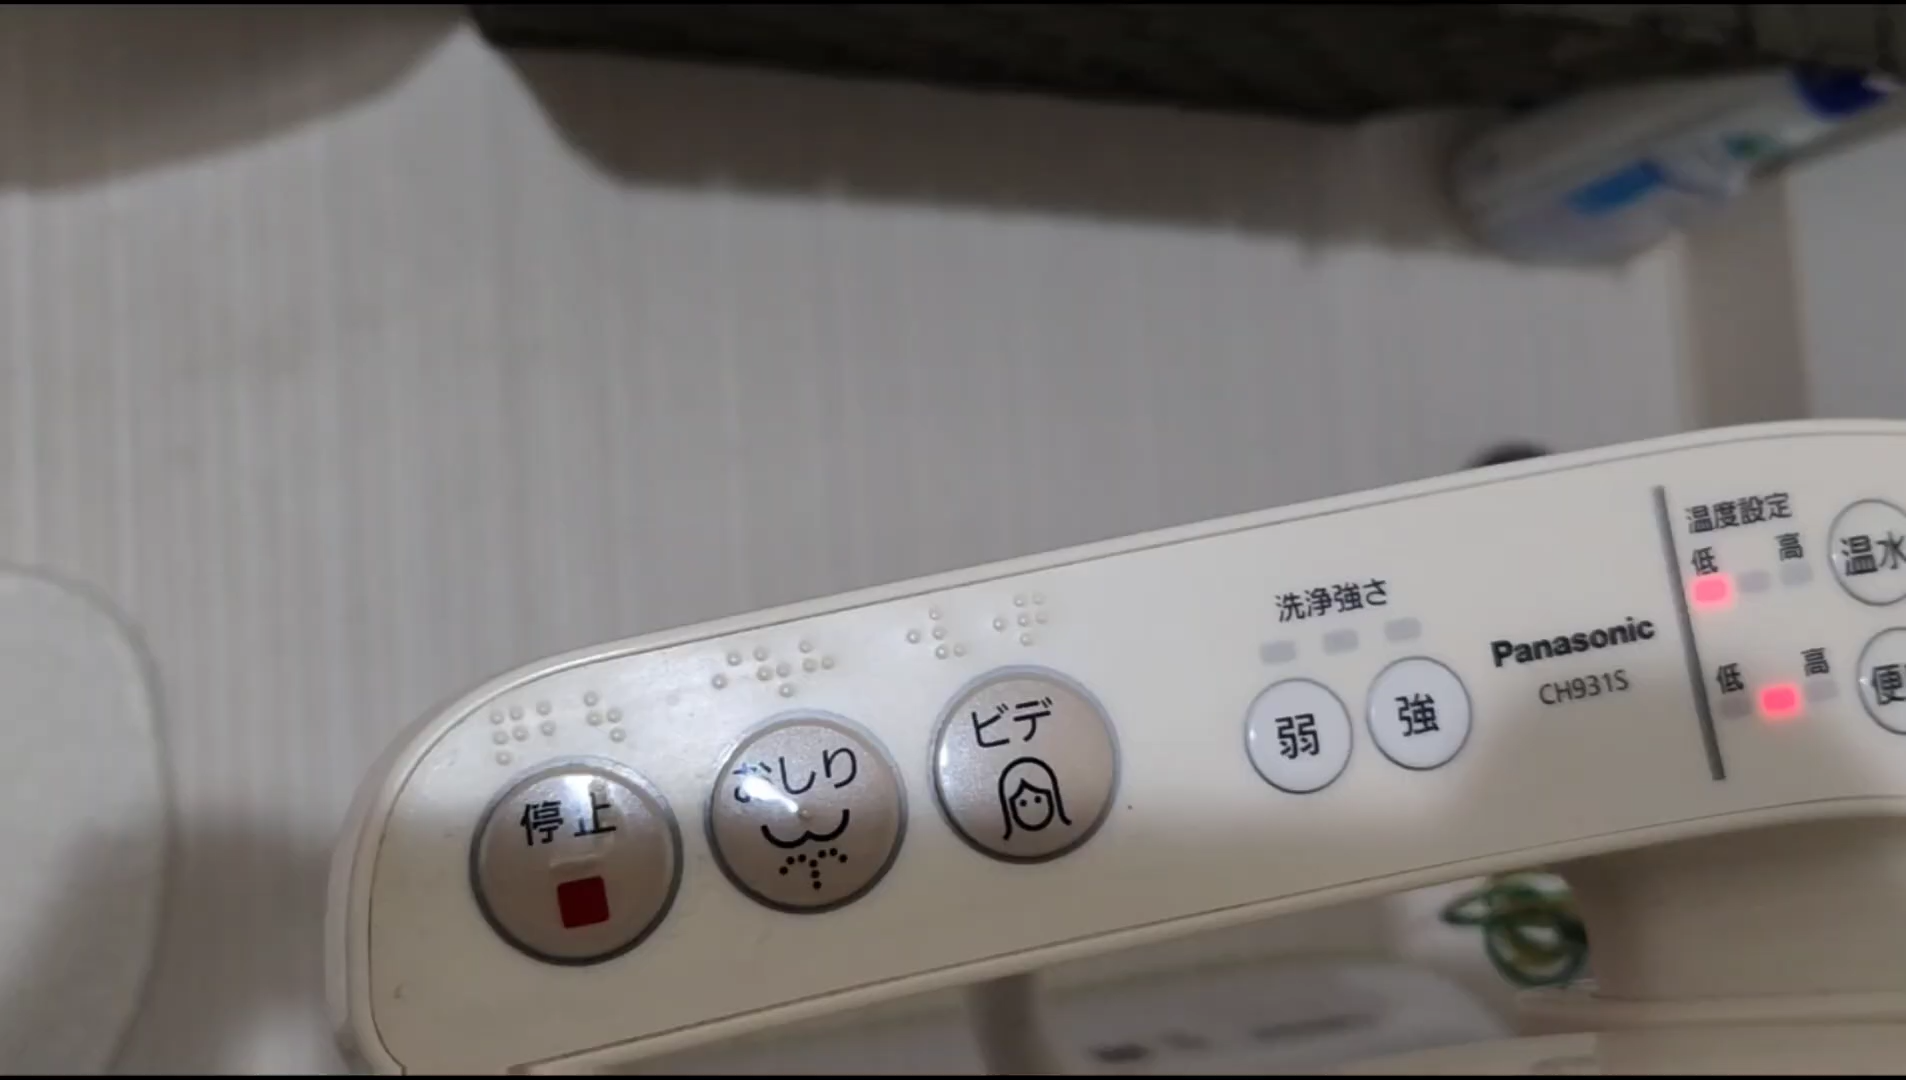 停止
おしり
ビデ
洗浄強さ
弱
強
Panasonic
CH931S
温度設定
低 高
温水
低 高
便